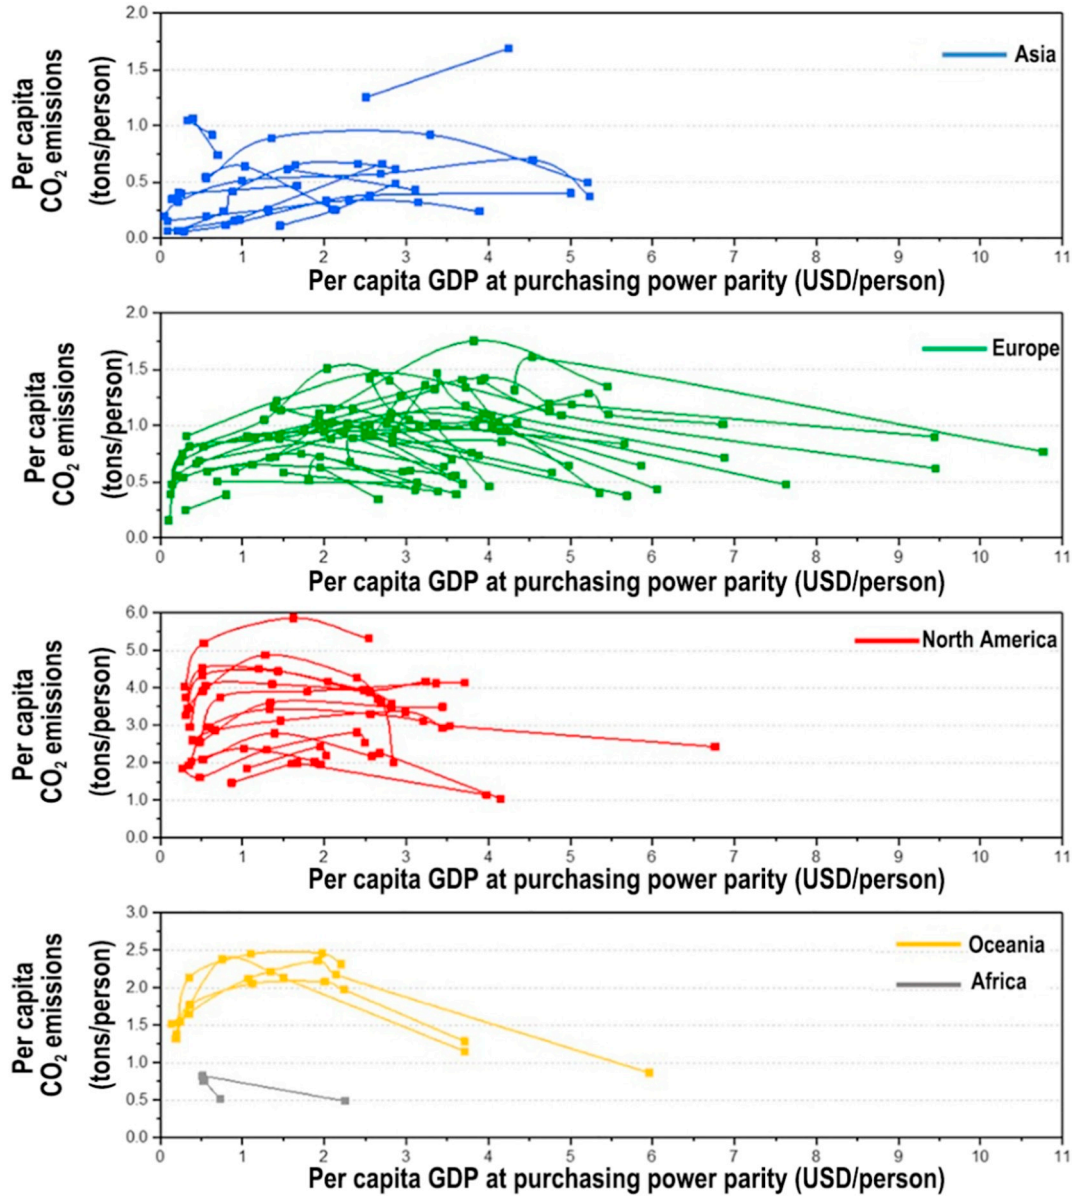 Per capita
CO₂ emissions
(tons/person)
2.0
1.5
1.0
0.5
0.0
Asia
0 1 2 3 4 5 6 7 8 9 10 11
Per capita GDP at purchasing power parity (USD/person)
Per capita
CO₂ emissions
(tons/person)
2.0
1.5
1.0
0.5
0.0
Europe
0 1 2 3 4 5 6 7 8 9 10 11
Per capita GDP at purchasing power parity (USD/person)
Per capita
CO₂ emissions
(tons/person)
6.0
5.0
4.0
3.0
2.0
1.0
0.0
North America
0 1 2 3 4 5 6 7 8 9 10 11
Per capita GDP at purchasing power parity (USD/person)
Per capita
CO₂ emissions
(tons/person)
3.0
2.5
2.0
1.5
1.0
0.5
0.0
Oceania
Africa
0 1 2 3 4 5 6 7 8 9 10 11
Per capita GDP at purchasing power parity (USD/person)